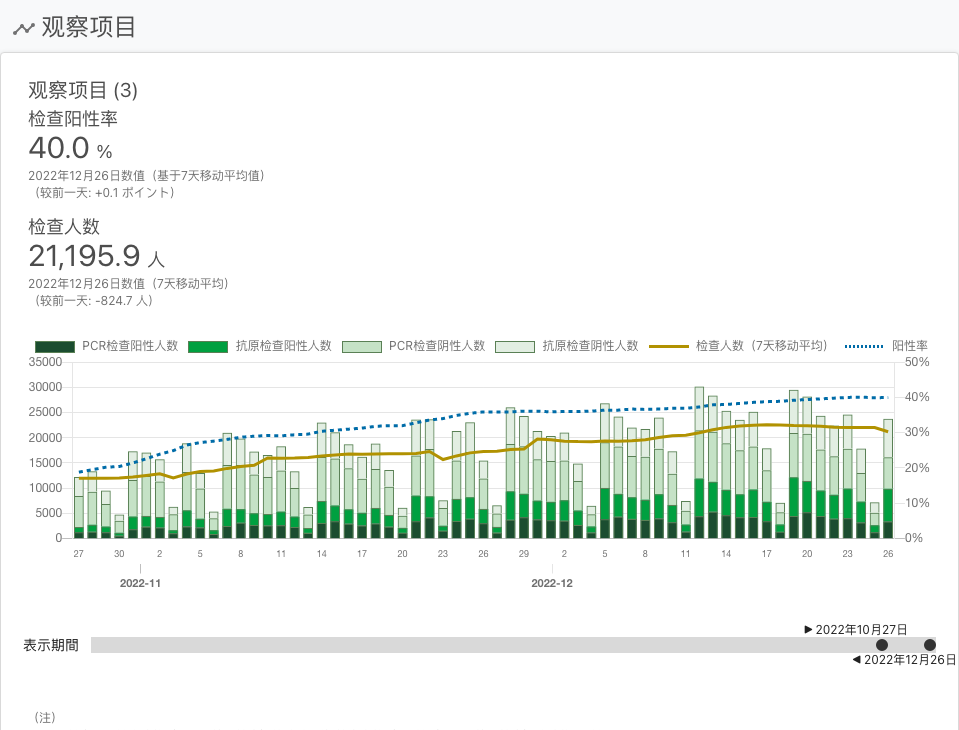 观察项目
观察项目 (3)
检查阳性率
40.0 %
2022年12月26日数值（基于7天移动平均值）
（较前一天: +0.1 ポイント）
检查人数
21,195.9 人
2022年12月26日数值（7天移动平均）
（较前一天: -824.7 人）
PCR检查阳性人数 抗原检查阳性人数 PCR检查阴性人数 抗原检查阴性人数 检查人数（7天移动平均） 阳性率
35000 50%
30000 40%
25000
20000 30%
15000 20%
10000
5000 10%
0 0%
27 30 2 5 8 11 14 17 20 23 26 29 2 5 8 11 14 17 20 23 26
2022-11 2022-12
▶ 2022年10月27日
表示期間
◀ 2022年12月26日
（注）